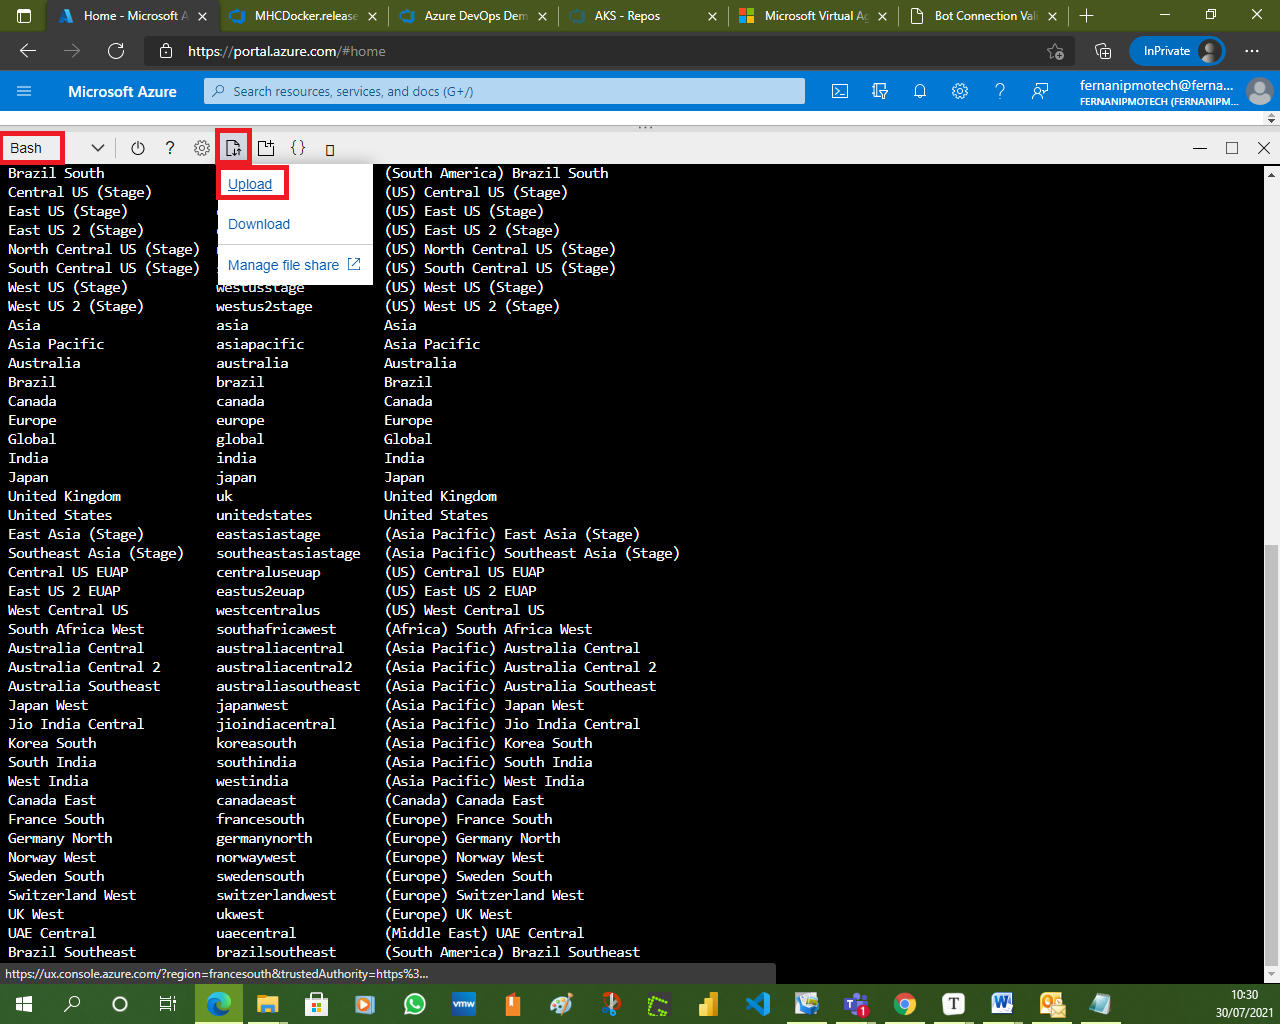 Home - Microsoft A
MHCDocker.release
Azure DevOps Dem
AKS - Repos
Microsoft Virtual Ag
Bot Connection Vali
https://portal.azure.com/#home
InPrivate
Microsoft Azure
Search resources, services, and docs (G+/)
fernanipmotech@ferna...
FERNANIPMOTECH (FERNANIPM...
Bash
Upload
Download
Manage file share
Brazil South (South America) Brazil South
Central US (Stage) (US) Central US (Stage)
East US (Stage) (US) East US (Stage)
East US 2 (Stage) (US) East US 2 (Stage)
North Central US (Stage) (US) North Central US (Stage)
South Central US (Stage) (US) South Central US (Stage)
West US (Stage) westusstage (US) West US (Stage)
West US 2 (Stage) westus2stage (US) West US 2 (Stage)
Asia asia Asia
Asia Pacific asiapacific Asia Pacific
Australia australia Australia
Brazil brazil Brazil
Canada canada Canada
Europe europe Europe
Global global Global
India india India
Japan japan Japan
United Kingdom uk United Kingdom
United States unitedstates United States
East Asia (Stage) eastasiastage (Asia Pacific) East Asia (Stage)
Southeast Asia (Stage) southeastasiastage (Asia Pacific) Southeast Asia (Stage)
Central US EUAP centraluseuap (US) Central US EUAP
East US 2 EUAP eastus2euap (US) East US 2 EUAP
West Central US westcentralus (US) West Central US
South Africa West southafricawest (Africa) South Africa West
Australia Central australiacentral (Asia Pacific) Australia Central
Australia Central 2 australiacentral2 (Asia Pacific) Australia Central 2
Australia Southeast australiasoutheast (Asia Pacific) Australia Southeast
Japan West japanwest (Asia Pacific) Japan West
Jio India Central jioindiacentral (Asia Pacific) Jio India Central
Korea South koreasouth (Asia Pacific) Korea South
South India southindia (Asia Pacific) South India
West India westindia (Asia Pacific) West India
Canada East canadaeast (Canada) Canada East
France South francesouth (Europe) France South
Germany North germanynorth (Europe) Germany North
Norway West norwaywest (Europe) Norway West
Sweden South swedensouth (Europe) Sweden South
Switzerland West switzerlandwest (Europe) Switzerland West
UK West ukwest (Europe) UK West
UAE Central uaecentral (Middle East) UAE Central
Brazil Southeast brazilsoutheast (South America) Brazil Southeast
https://ux.console.azure.com/?region=francesouth&trustedAuthority=https%3...
vmw
10:30
30/07/2021